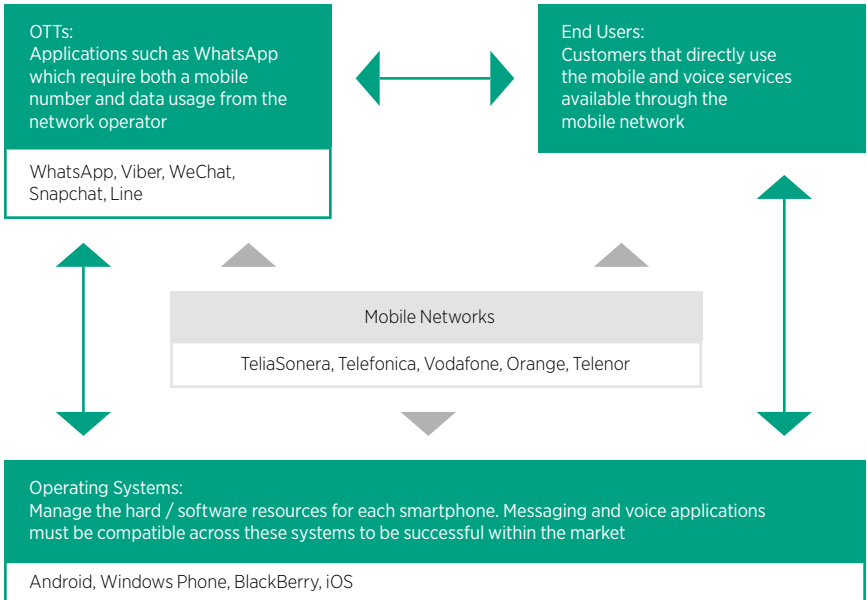 OTTs:
Applications such as WhatsApp
which require both a mobile
number and data usage from the
network operator
WhatsApp, Viber, WeChat,
Snapchat, Line
End Users:
Customers that directly use
the mobile and voice services
available through the
mobile network
Mobile Networks
TeliaSonera, Telefonica, Vodafone, Orange, Telenor
Operating Systems:
Manage the hard / software resources for each smartphone. Messaging and voice applications
must be compatible across these systems to be successful within the market
Android, Windows Phone, BlackBerry, iOS